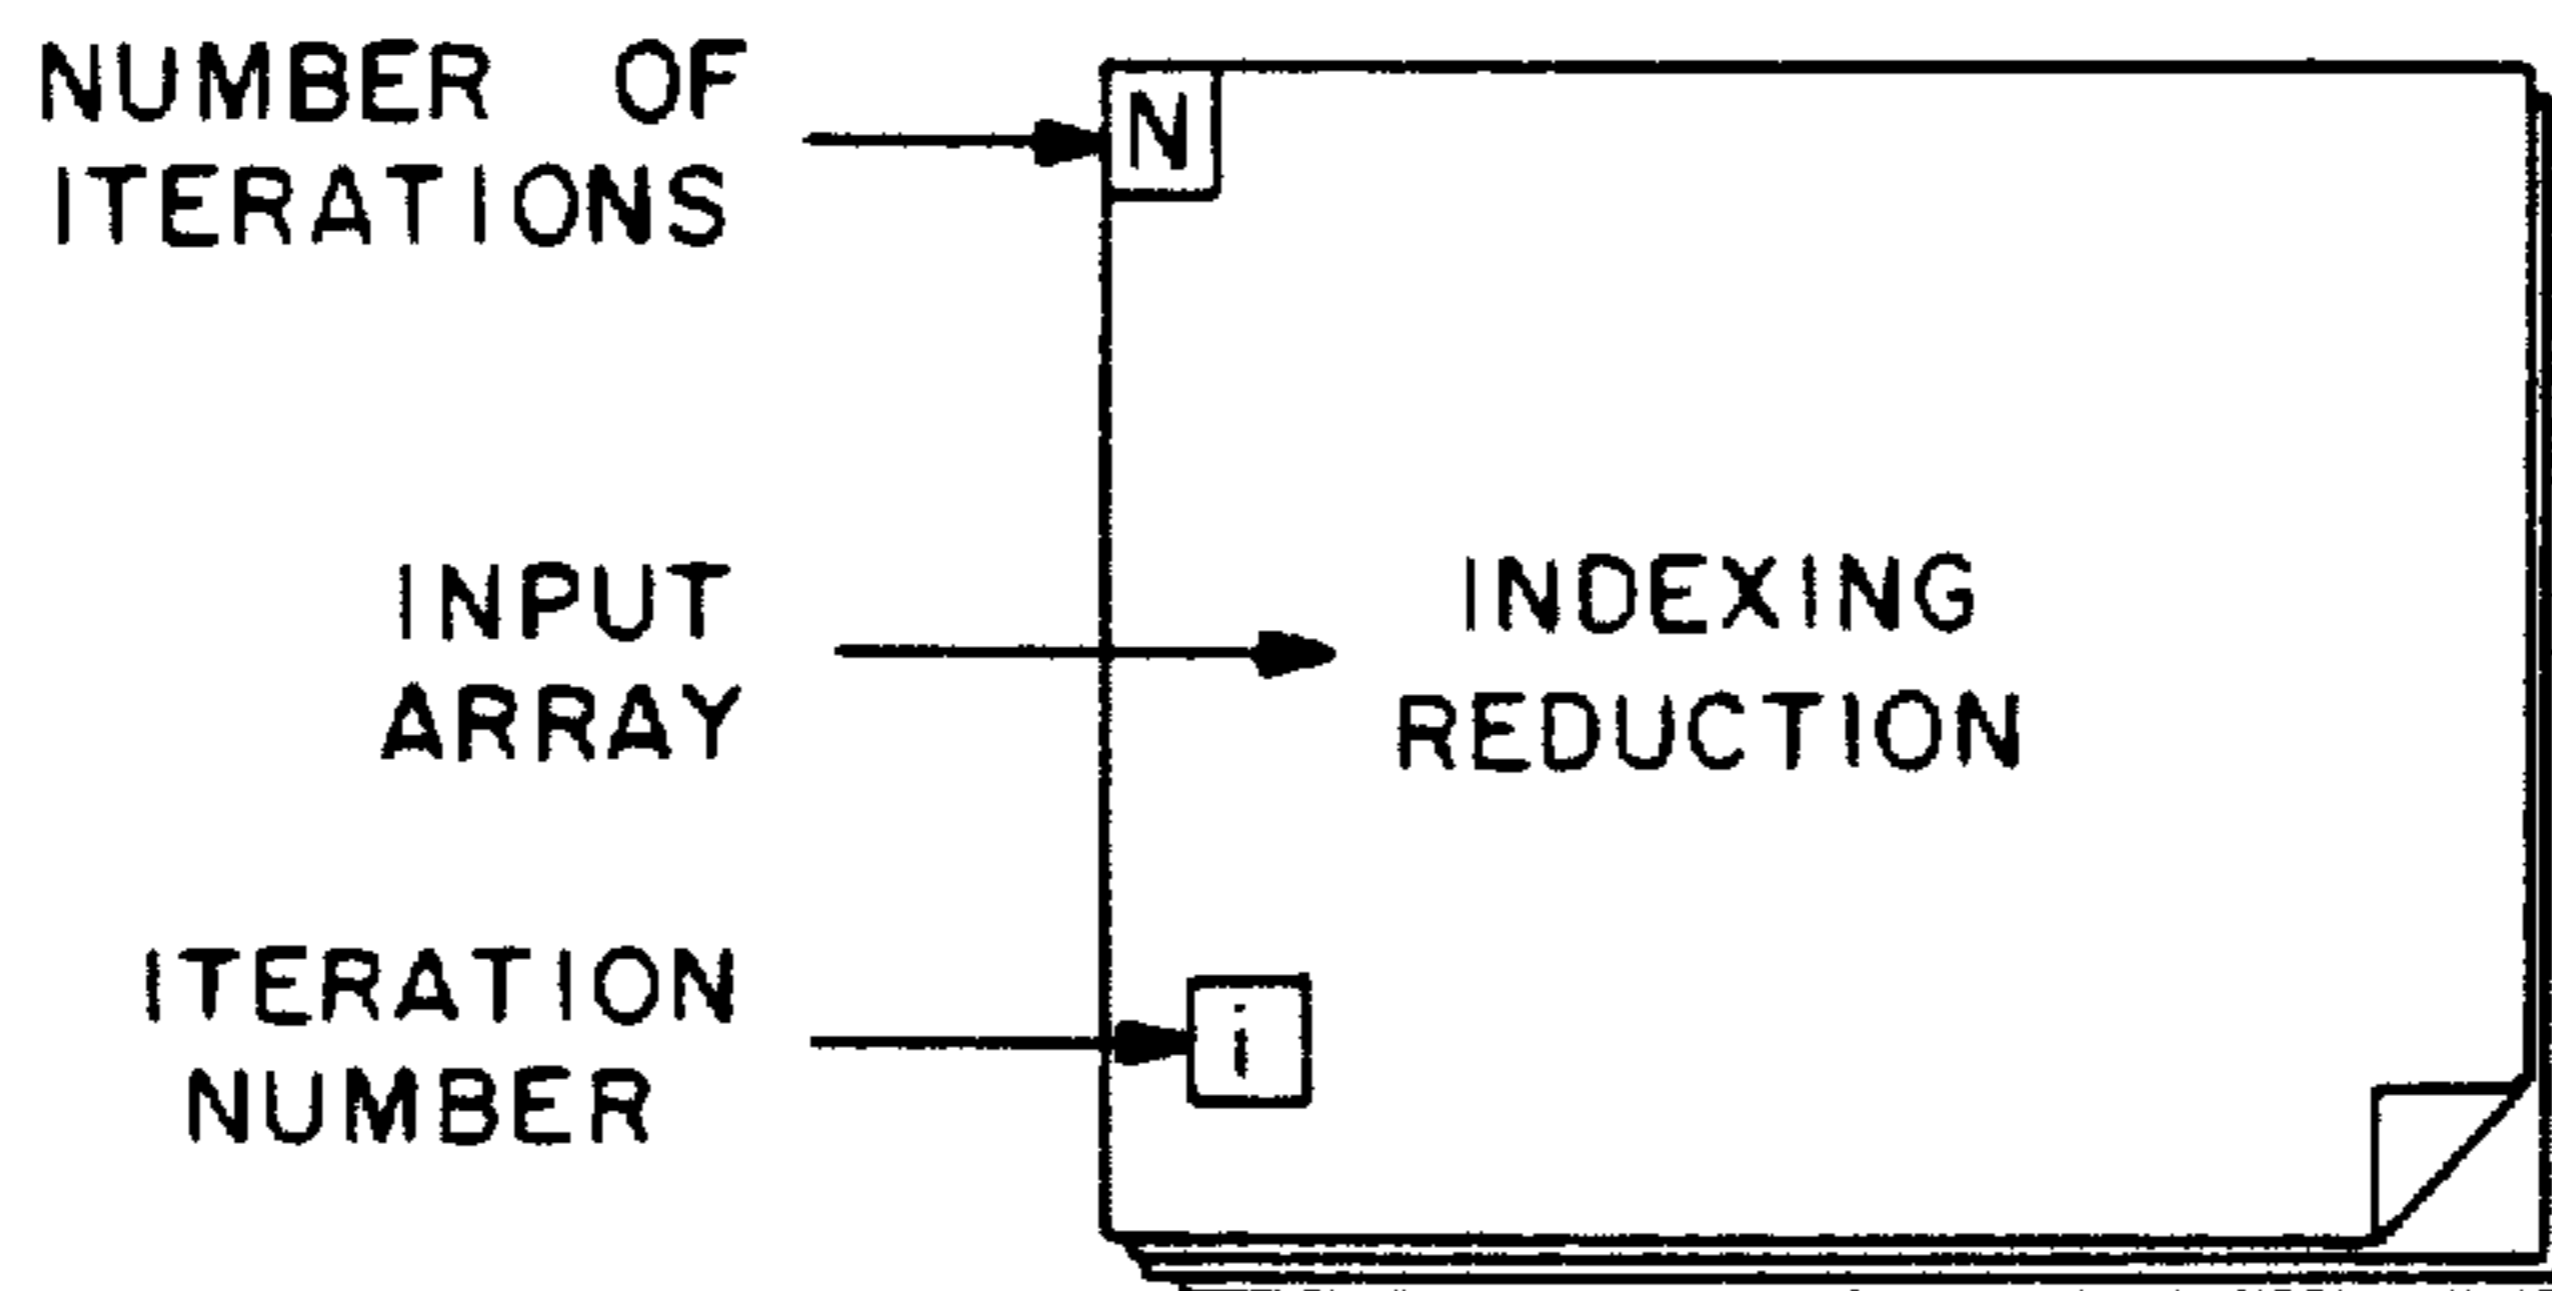 NUMBER OF
ITERATIONS
N
INPUT
ARRAY
INDEXING
REDUCTION
ITERATION
NUMBER
i